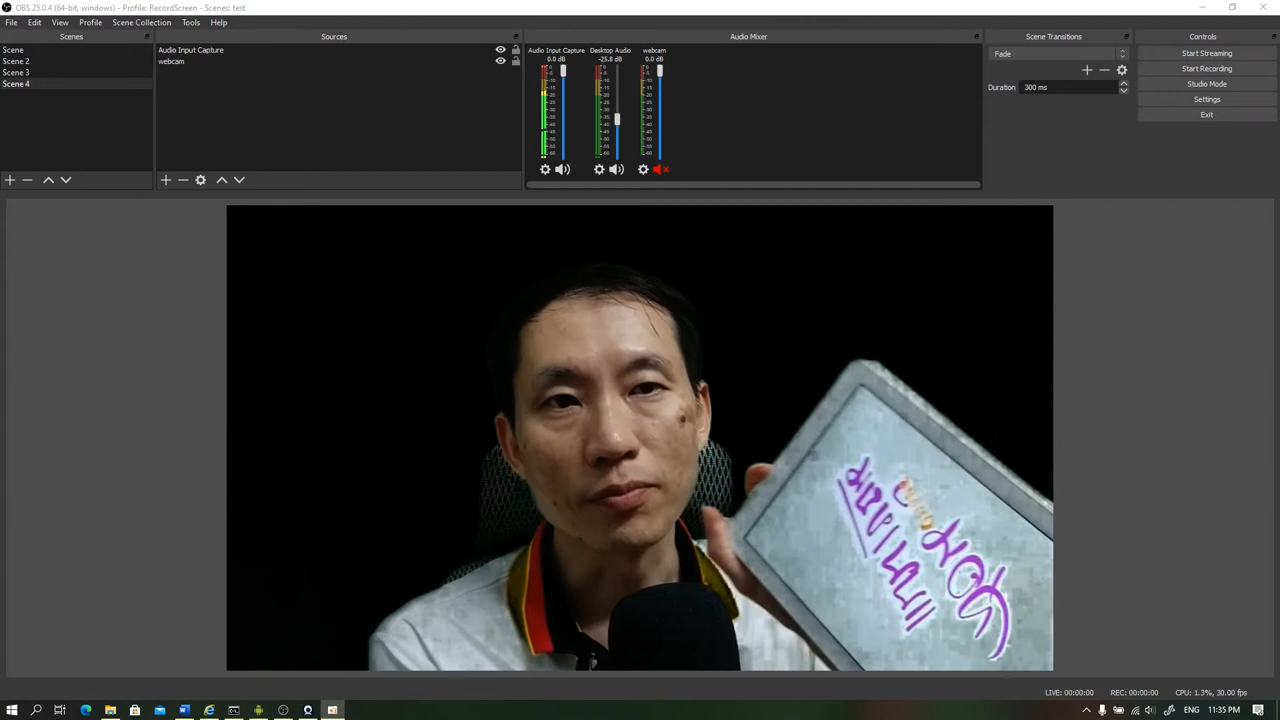 OBS 25.0.4 (64-bit, windows) - Profile: RecordScreen - Scenes: test
File Edit View Profile Scene Collection Tools Help
Scenes
Scene
Scene 2
Scene 3
Scene 4
Sources
Audio Input Capture
webcam
Audio Mixer
Audio Input Capture Desktop Audio webcam
0.0 dB -25.8 dB 0.0 dB
Scene Transitions
Fade
Duration 300 ms
Controls
Start Streaming
Start Recording
Studio Mode
Settings
Exit
LIVE: 00:00:00 REC: 00:00:00 CPU: 1.3%, 30.00 fps
ENG 11:35 PM